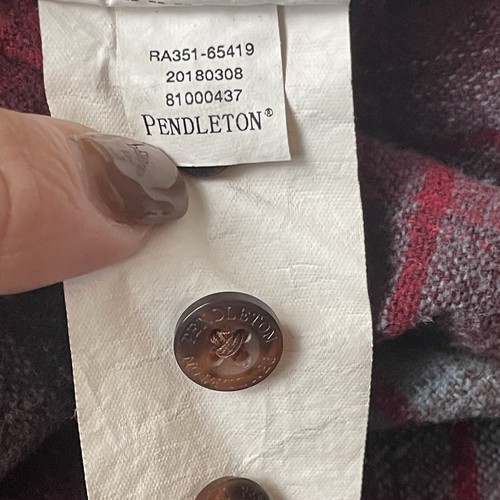 RA351-65419
20180308
81000437
PENDLETON®
PENDLETON